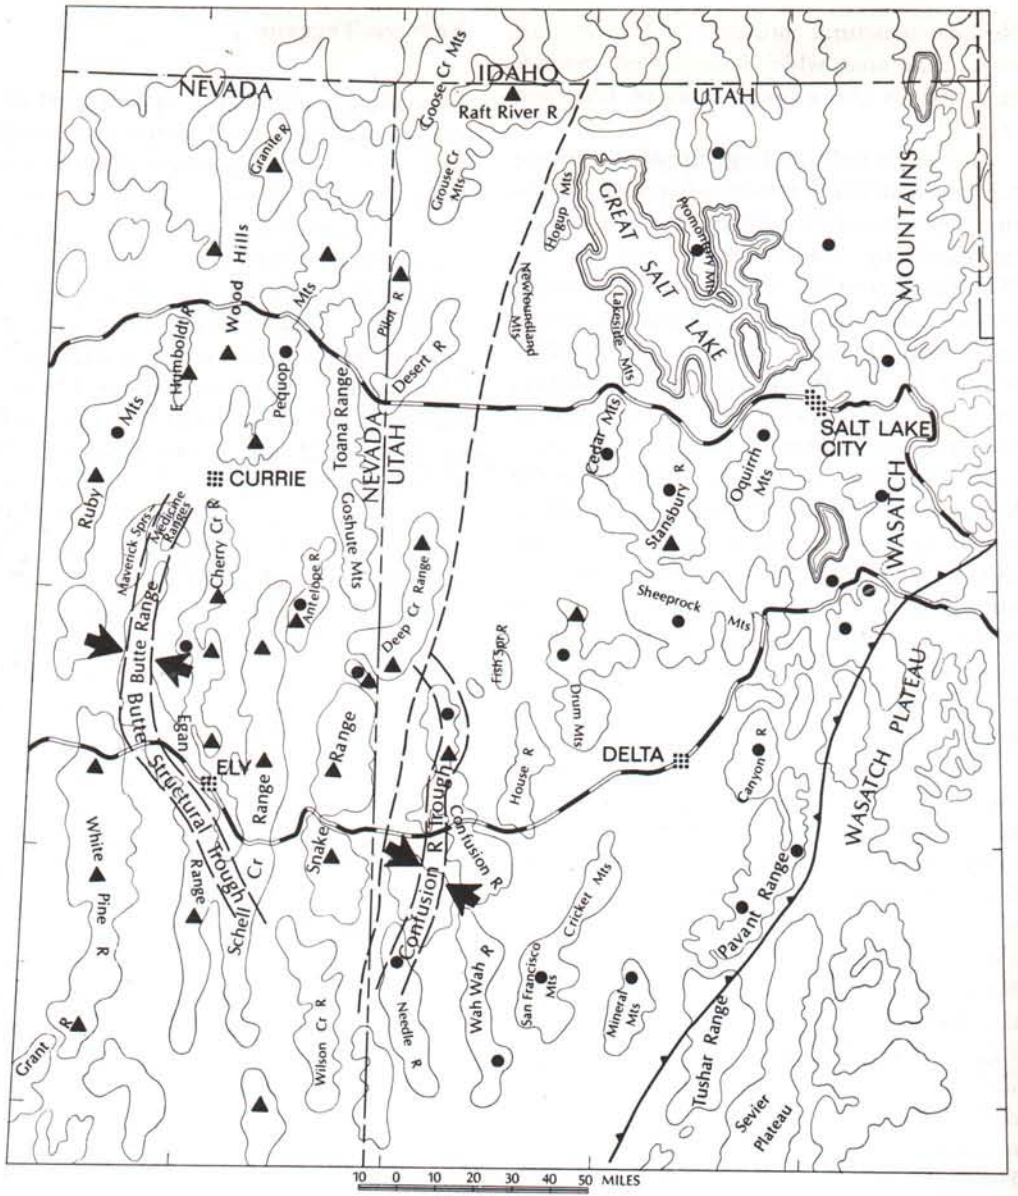 Goose Cr Mts
IDAHO
NEVADA
UTAH
Raft River R
Granite R
Grouse Cr
Mts
Hogup Mts
GREAT
SALT
LAKE
Promontory Mts
MOUNTAINS
Wood Hills
Mts
Pilot R
Newfoundland
Mts
Lakeside Mts
E Humboldt R
Pequop
Desert R
Toana Range
NEVADA
UTAH
SALT LAKE
CITY
Mts
Ruby
CURRIE
Cedar Mts
Stansbury R
Oquirrh
Mts
WASATCH
Maverick Sprs
Medicine
Ranges
Cherry Cr R
Goshute Mts
Antelope R
Deep Cr Range
Sheeprock
Mts
Butte Range
Fish Spr R
Drum Mts
Butte Structural Trough
Egan
Range
ELY
Range
House R
DELTA
Canyon R
WASATCH PLATEAU
Confusion R Trough
Confusion R
White Pine R
Range
Schell Cr
Snake
Cricket Mts
Pavant Range
Wah Wah R
San Francisco
Mts
Mineral
Mts
Grant R
Wilson Cr R
Needle R
Tushar Range
Sevier
Plateau
10 0 10 20 30 40 50 MILES